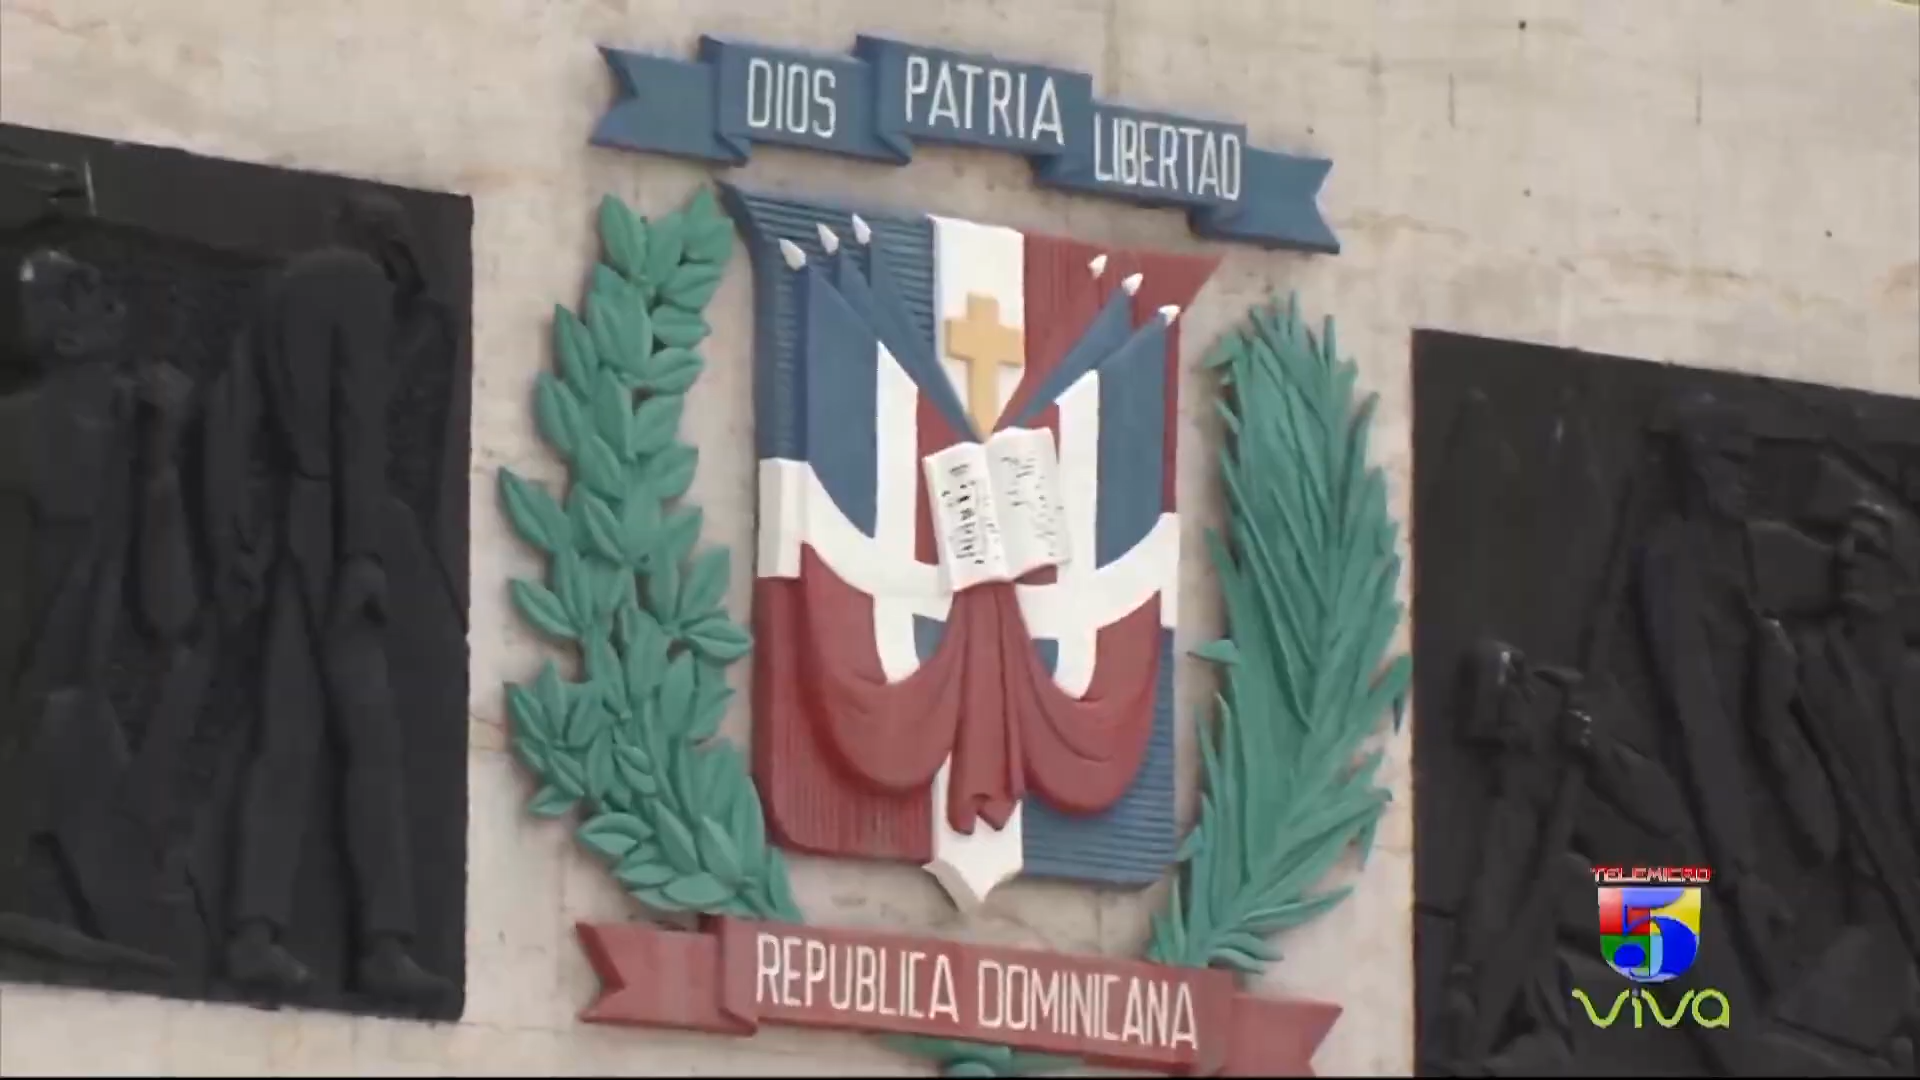 DIOS PATRIA LIBERTAD
REPUBLICA DOMINICANA
TELEMICRO
5
viva